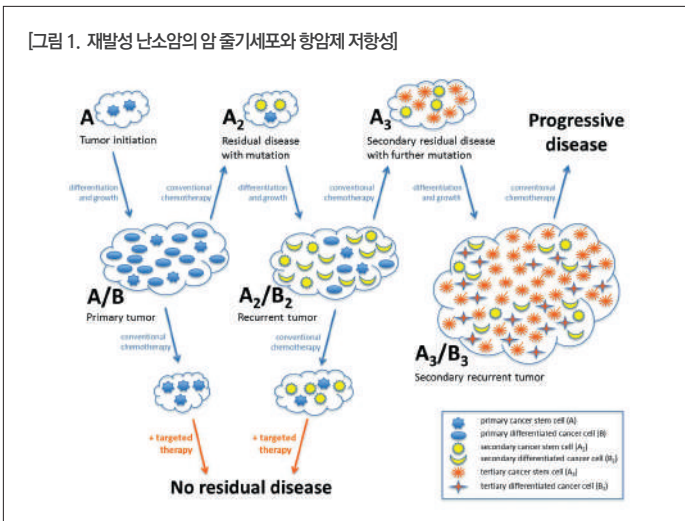 [그림 1. 재발성 난소암의 암 줄기세포와 항암제 저항성]
A
Tumor initiation
A2
Residual disease
with mutation
A3
Secondary residual disease
with further mutation
Progressive
disease
differentiation
and growth
conventional
chemotherapy
differentiation
and growth
conventional
chemotherapy
differentiation
and growth
conventional
chemotherapy
A/B
Primary tumor
A2/B2
Recurrent tumor
A3/B3
Secondary recurrent tumor
conventional
chemotherapy
conventional
chemotherapy
+ targeted
therapy
+ targeted
therapy
No residual disease
primary cancer stem cell (A)
primary differentiated cancer cell (B)
secondary cancer stem cell (A2)
secondary differentiated cancer cell (B2)
tertiary cancer stem cell (A3)
tertiary differentiated cancer cell (B3)